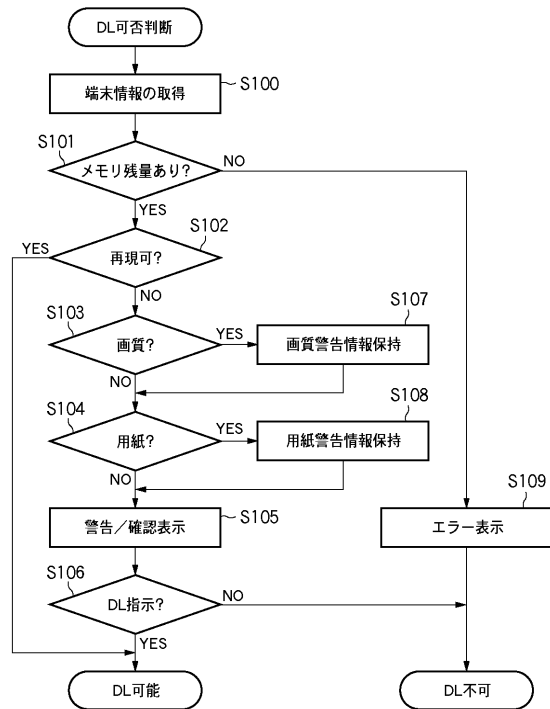 DL可否判断
端末情報の取得
S100
S101
メモリ残量あり?
NO
YES
S102
YES
再現可?
NO
S103
画質?
YES
S107
画質警告情報保持
NO
S104
用紙?
YES
S108
用紙警告情報保持
NO
警告/確認表示
S105
S109
エラー表示
S106
DL指示?
NO
YES
DL可能
DL不可